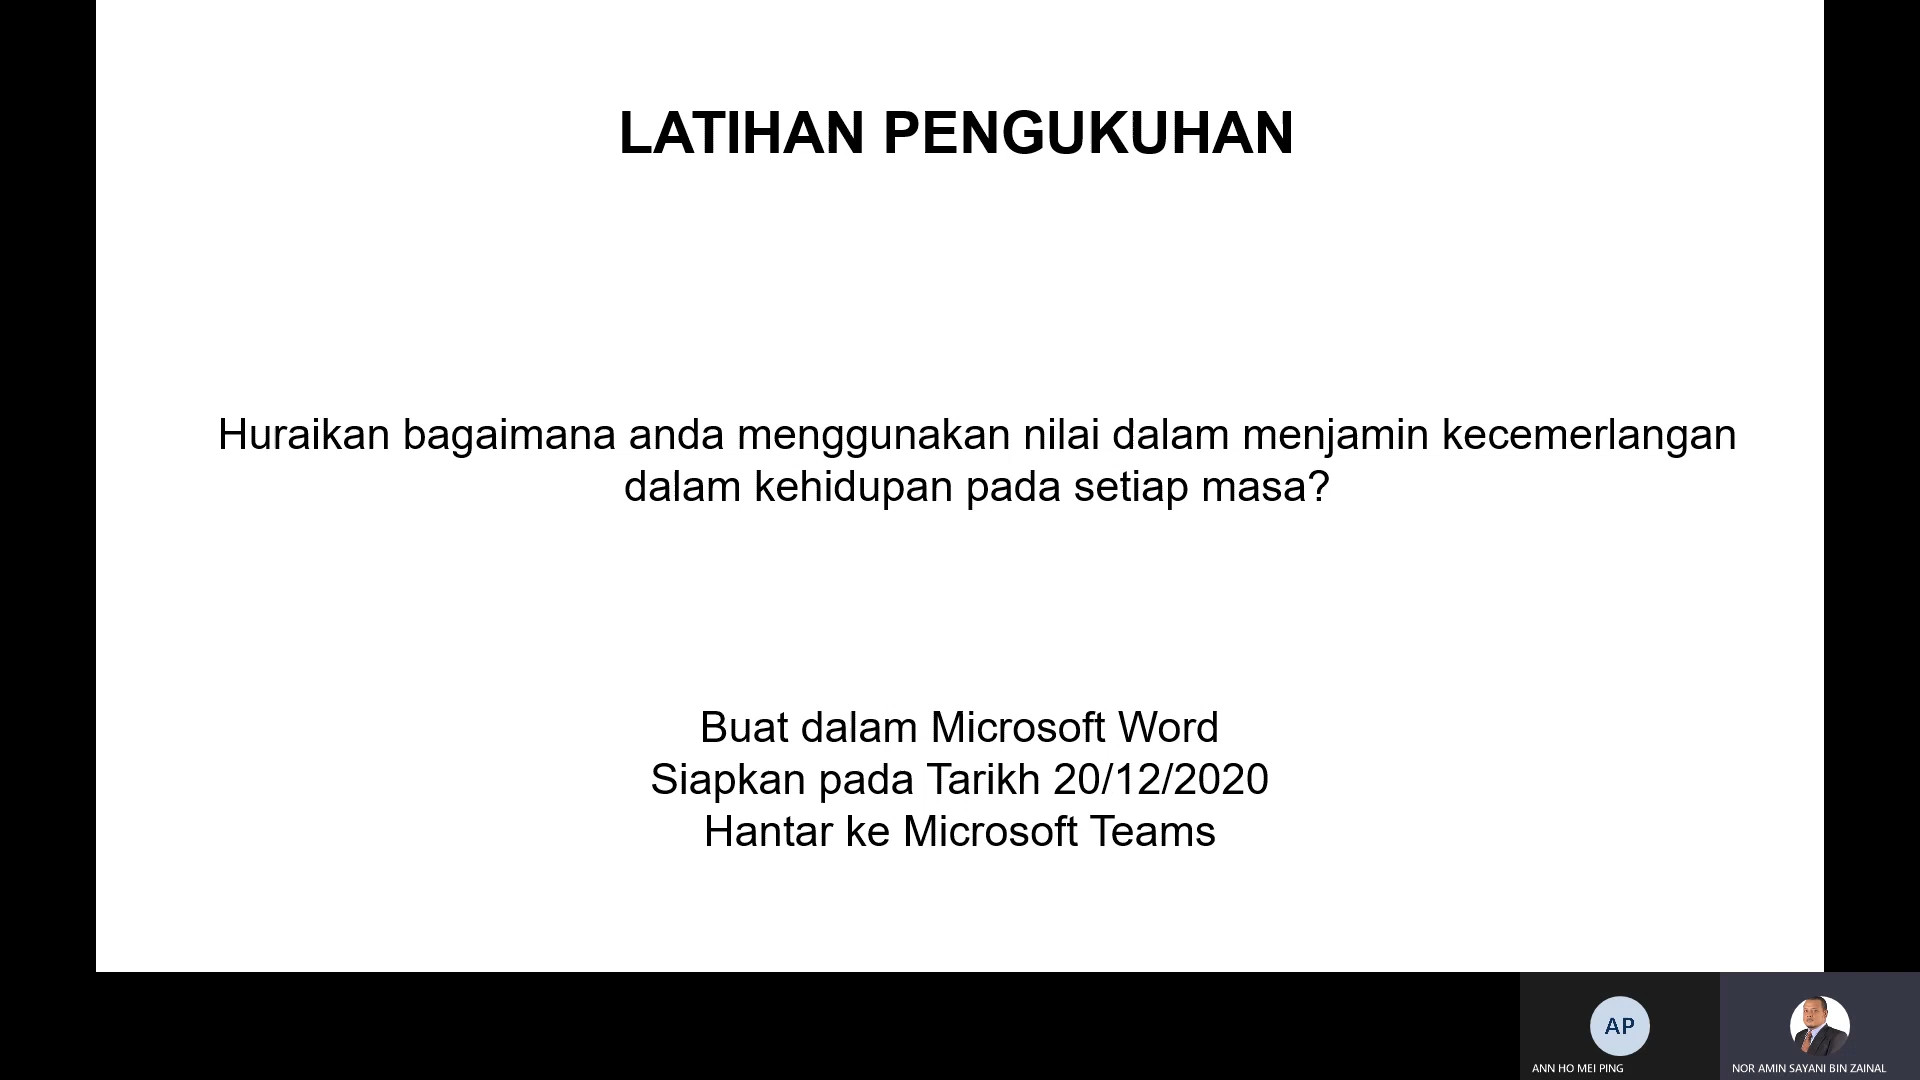 LATIHAN PENGUKUHAN
Huraikan bagaimana anda menggunakan nilai dalam menjamin kecemerlangan
dalam kehidupan pada setiap masa?
Buat dalam Microsoft Word
Siapkan pada Tarikh 20/12/2020
Hantar ke Microsoft Teams
AP
ANN HO MEI PING
NOR AMIN SAYANI BIN ZAINAL